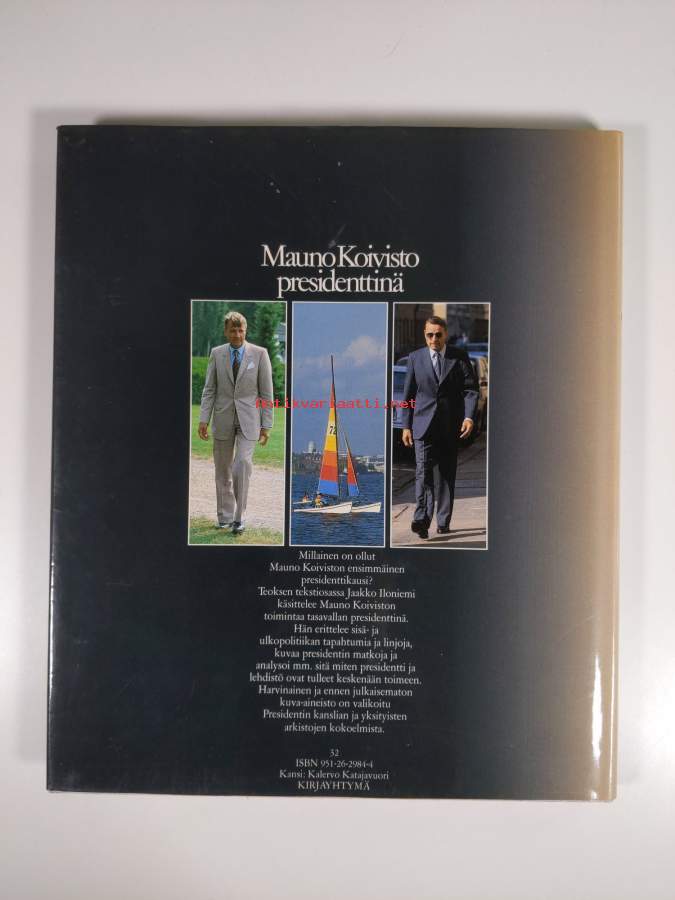 Mauno Koivisto
presidenttinä
antikvariaatti.net
72
Millainen on ollut
Mauno Koiviston ensimmäinen
presidenttikausi?
Teoksen tekstiosassa Jaakko Iloniemi
käsittelee Mauno Koiviston
toimintaa tasavallan presidenttinä.
Hän erittelee sisä- ja
ulkopolitiikan tapahtumia ja linjoja,
kuvaa presidentin matkoja ja
analysoi mm. sitä miten presidentti ja
lehdistö ovat tulleet keskenään toimeen.
Harvinainen ja ennen julkaisematon
kuva-aineisto on valikoitu
Presidentin kanslian ja yksityisten
arkistojen kokoelmista.
32
ISBN 951-26-2984-4
Kansi: Kalervo Katajavuori
KIRJAYHTYMÄ